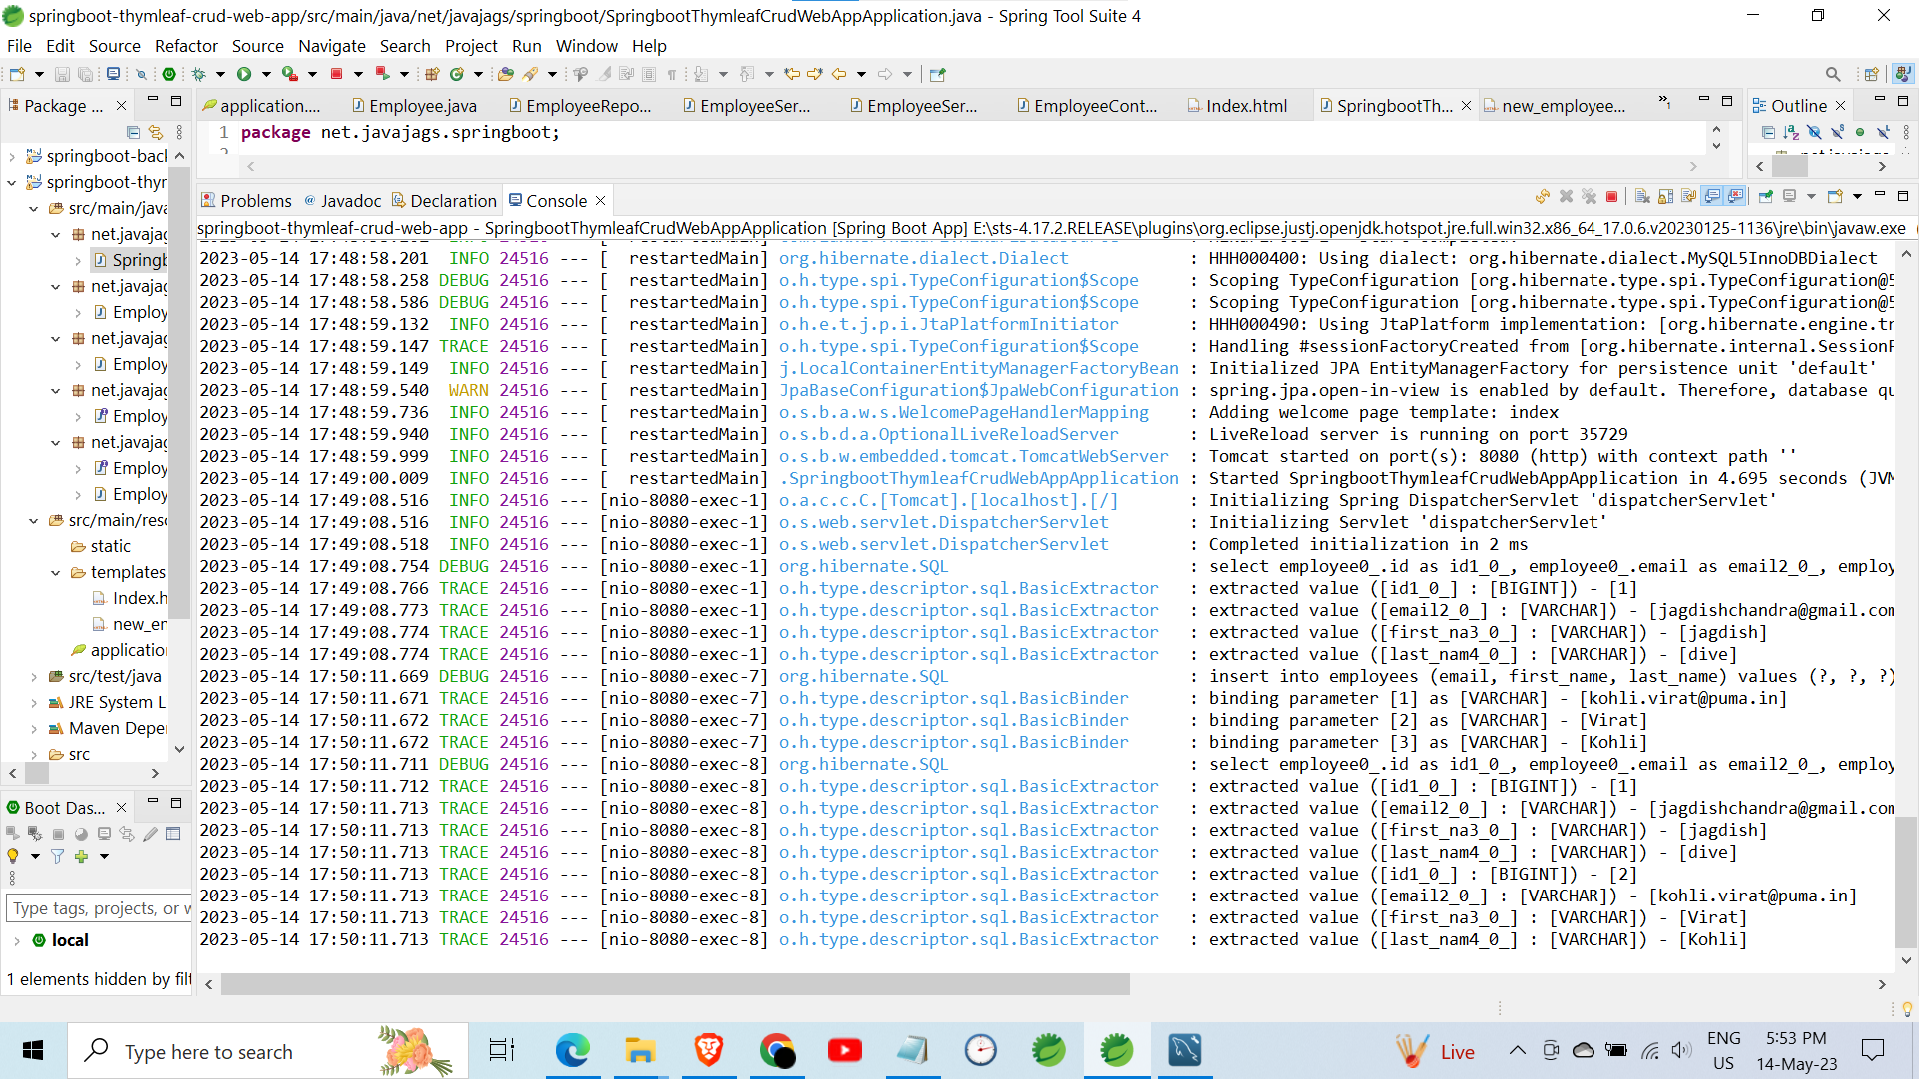 springboot-thymleaf-crud-web-app/src/main/java/net/javajags/springboot/SpringbootThymleafCrudWebAppApplication.java - Spring Tool Suite 4
File Edit Source Refactor Source Navigate Search Project Run Window Help
Package ...
application....
Employee.java
EmployeeRepo...
EmployeeSer...
EmployeeSer...
EmployeeCont...
Index.html
SpringbootTh...
new_employee...
Outline
1 package net.javajags.springboot;
springboot-back
springboot-thyr
src/main/java
net.javajag
Springb
net.javajag
Employ
net.javajag
Employ
net.javajag
Employ
net.javajag
Employ
Employ
src/main/reso
static
templates
Index.h
new_em
application
src/test/java
JRE System L
Maven Deper
src
Boot Das...
Type tags, projects, or w
local
1 elements hidden by filt
Problems Javadoc Declaration Console
springboot-thymleaf-crud-web-app - SpringbootThymleafCrudWebAppApplication [Spring Boot App] E:\sts-4.17.2.RELEASE\plugins\org.eclipse.justj.openjdk.hotspot.jre.full.win32.x86_64_17.0.6.v20230125-1136\jre\bin\javaw.exe
2023-05-14 17:48:58.201 INFO 24516 --- [ restartedMain] org.hibernate.dialect.Dialect : HHH000400: Using dialect: org.hibernate.dialect.MySQL5InnoDBDialect
2023-05-14 17:48:58.258 DEBUG 24516 --- [ restartedMain] o.h.type.spi.TypeConfiguration$Scope : Scoping TypeConfiguration [org.hibernate.type.spi.TypeConfiguration@5
2023-05-14 17:48:58.586 DEBUG 24516 --- [ restartedMain] o.h.type.spi.TypeConfiguration$Scope : Scoping TypeConfiguration [org.hibernate.type.spi.TypeConfiguration@5
2023-05-14 17:48:59.132 INFO 24516 --- [ restartedMain] o.h.e.t.j.p.i.JtaPlatformInitiator : HHH000490: Using JtaPlatform implementation: [org.hibernate.engine.tr
2023-05-14 17:48:59.147 TRACE 24516 --- [ restartedMain] o.h.type.spi.TypeConfiguration$Scope : Handling #sessionFactoryCreated from [org.hibernate.internal.SessionF
2023-05-14 17:48:59.149 INFO 24516 --- [ restartedMain] j.LocalContainerEntityManagerFactoryBean : Initialized JPA EntityManagerFactory for persistence unit 'default'
2023-05-14 17:48:59.540 WARN 24516 --- [ restartedMain] JpaBaseConfiguration$JpaWebConfiguration : spring.jpa.open-in-view is enabled by default. Therefore, database qu
2023-05-14 17:48:59.736 INFO 24516 --- [ restartedMain] o.s.b.a.w.s.WelcomePageHandlerMapping : Adding welcome page template: index
2023-05-14 17:48:59.940 INFO 24516 --- [ restartedMain] o.s.b.d.a.OptionalLiveReloadServer : LiveReload server is running on port 35729
2023-05-14 17:48:59.999 INFO 24516 --- [ restartedMain] o.s.b.w.embedded.tomcat.TomcatWebServer : Tomcat started on port(s): 8080 (http) with context path ''
2023-05-14 17:49:00.009 INFO 24516 --- [ restartedMain] .SpringbootThymleafCrudWebAppApplication : Started SpringbootThymleafCrudWebAppApplication in 4.695 seconds (JVM
2023-05-14 17:49:08.516 INFO 24516 --- [nio-8080-exec-1] o.a.c.c.C.[Tomcat].[localhost].[/] : Initializing Spring DispatcherServlet 'dispatcherServlet'
2023-05-14 17:49:08.516 INFO 24516 --- [nio-8080-exec-1] o.s.web.servlet.DispatcherServlet : Initializing Servlet 'dispatcherServlet'
2023-05-14 17:49:08.518 INFO 24516 --- [nio-8080-exec-1] o.s.web.servlet.DispatcherServlet : Completed initialization in 2 ms
2023-05-14 17:49:08.754 DEBUG 24516 --- [nio-8080-exec-1] org.hibernate.SQL : select employee0_.id as id1_0_, employee0_.email as email2_0_, employ
2023-05-14 17:49:08.766 TRACE 24516 --- [nio-8080-exec-1] o.h.type.descriptor.sql.BasicExtractor : extracted value ([id1_0_] : [BIGINT]) - [1]
2023-05-14 17:49:08.773 TRACE 24516 --- [nio-8080-exec-1] o.h.type.descriptor.sql.BasicExtractor : extracted value ([email2_0_] : [VARCHAR]) - [jagdishchandra@gmail.com
2023-05-14 17:49:08.774 TRACE 24516 --- [nio-8080-exec-1] o.h.type.descriptor.sql.BasicExtractor : extracted value ([first_na3_0_] : [VARCHAR]) - [jagdish]
2023-05-14 17:49:08.774 TRACE 24516 --- [nio-8080-exec-1] o.h.type.descriptor.sql.BasicExtractor : extracted value ([last_nam4_0_] : [VARCHAR]) - [dive]
2023-05-14 17:50:11.669 DEBUG 24516 --- [nio-8080-exec-7] org.hibernate.SQL : insert into employees (email, first_name, last_name) values (?, ?, ?)
2023-05-14 17:50:11.671 TRACE 24516 --- [nio-8080-exec-7] o.h.type.descriptor.sql.BasicBinder : binding parameter [1] as [VARCHAR] - [kohli.virat@puma.in]
2023-05-14 17:50:11.672 TRACE 24516 --- [nio-8080-exec-7] o.h.type.descriptor.sql.BasicBinder : binding parameter [2] as [VARCHAR] - [Virat]
2023-05-14 17:50:11.672 TRACE 24516 --- [nio-8080-exec-7] o.h.type.descriptor.sql.BasicBinder : binding parameter [3] as [VARCHAR] - [Kohli]
2023-05-14 17:50:11.711 DEBUG 24516 --- [nio-8080-exec-8] org.hibernate.SQL : select employee0_.id as id1_0_, employee0_.email as email2_0_, employ
2023-05-14 17:50:11.712 TRACE 24516 --- [nio-8080-exec-8] o.h.type.descriptor.sql.BasicExtractor : extracted value ([id1_0_] : [BIGINT]) - [1]
2023-05-14 17:50:11.713 TRACE 24516 --- [nio-8080-exec-8] o.h.type.descriptor.sql.BasicExtractor : extracted value ([email2_0_] : [VARCHAR]) - [jagdishchandra@gmail.com
2023-05-14 17:50:11.713 TRACE 24516 --- [nio-8080-exec-8] o.h.type.descriptor.sql.BasicExtractor : extracted value ([first_na3_0_] : [VARCHAR]) - [jagdish]
2023-05-14 17:50:11.713 TRACE 24516 --- [nio-8080-exec-8] o.h.type.descriptor.sql.BasicExtractor : extracted value ([last_nam4_0_] : [VARCHAR]) - [dive]
2023-05-14 17:50:11.713 TRACE 24516 --- [nio-8080-exec-8] o.h.type.descriptor.sql.BasicExtractor : extracted value ([id1_0_] : [BIGINT]) - [2]
2023-05-14 17:50:11.713 TRACE 24516 --- [nio-8080-exec-8] o.h.type.descriptor.sql.BasicExtractor : extracted value ([email2_0_] : [VARCHAR]) - [kohli.virat@puma.in]
2023-05-14 17:50:11.713 TRACE 24516 --- [nio-8080-exec-8] o.h.type.descriptor.sql.BasicExtractor : extracted value ([first_na3_0_] : [VARCHAR]) - [Virat]
2023-05-14 17:50:11.713 TRACE 24516 --- [nio-8080-exec-8] o.h.type.descriptor.sql.BasicExtractor : extracted value ([last_nam4_0_] : [VARCHAR]) - [Kohli]
Type here to search
Live
ENG
US
5:53 PM
14-May-23